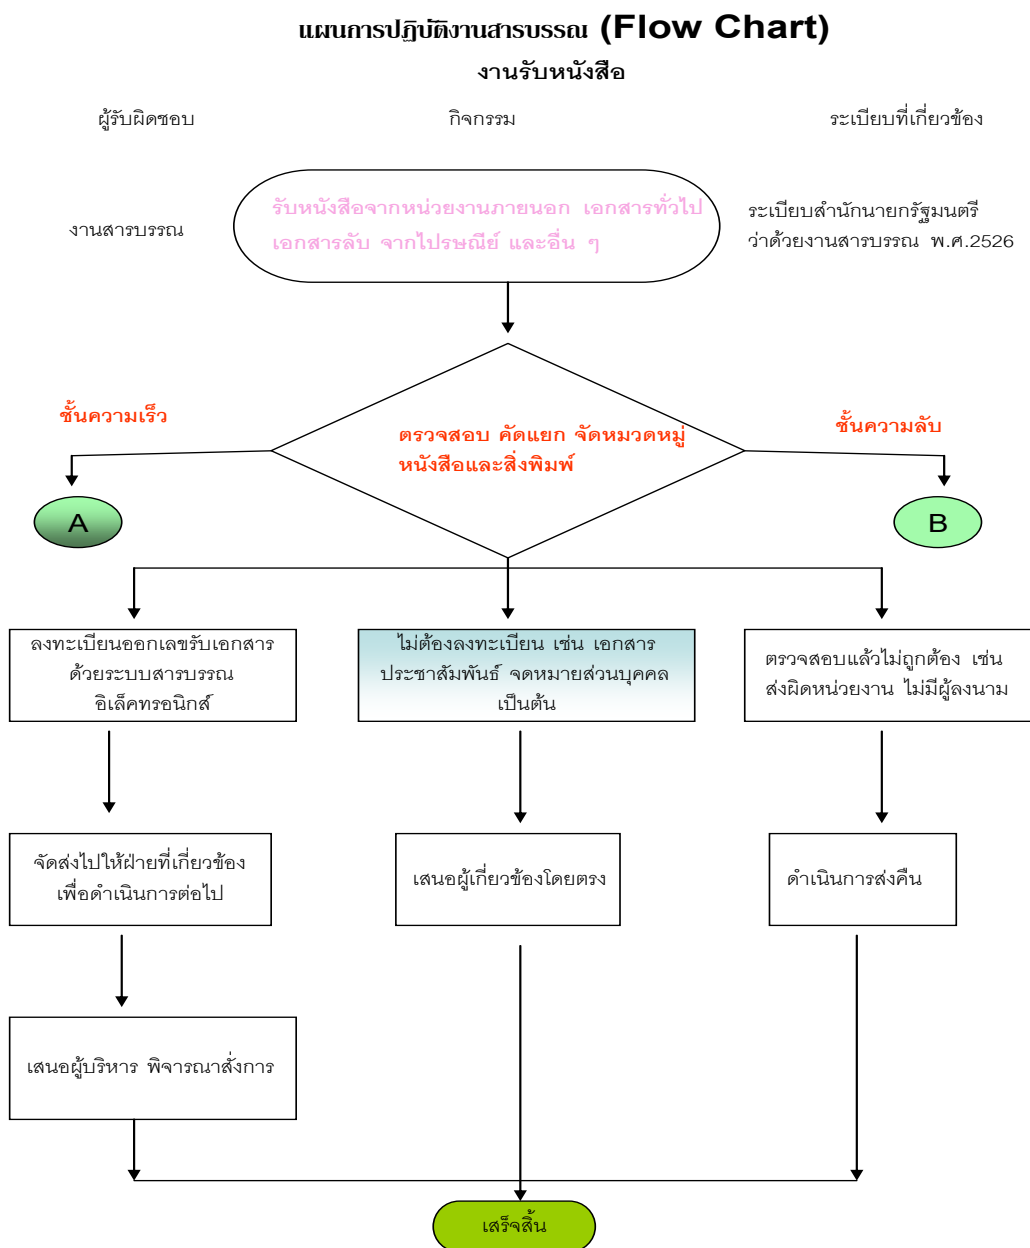 แผนการปฏิบัติงานสารบรรณ (Flow Chart)
งานรับหนังสือ
ผู้รับผิดชอบ
กิจกรรม
ระเบียบที่เกี่ยวข้อง
งานสารบรรณ
รับหนังสือจากหน่วยงานภายนอก เอกสารทั่วไป
เอกสารลับ จากไปรษณีย์ และอื่น ๆ
ระเบียบสำนักนายกรัฐมนตรี
ว่าด้วยงานสารบรรณ พ.ศ.2526
ชั้นความเร็ว
ตรวจสอบ คัดแยก จัดหมวดหมู่
หนังสือและสิ่งพิมพ์
ชั้นความลับ
A
B
ลงทะเบียนออกเลขรับเอกสาร
ด้วยระบบสารบรรณ
อิเล็คทรอนิกส์
ไม่ต้องลงทะเบียน เช่น เอกสาร
ประชาสัมพันธ์ จดหมายส่วนบุคคล
เป็นต้น
ตรวจสอบแล้วไม่ถูกต้อง เช่น
ส่งผิดหน่วยงาน ไม่มีผู้ลงนาม
จัดส่งไปให้ฝ่ายที่เกี่ยวข้อง
เพื่อดำเนินการต่อไป
เสนอผู้เกี่ยวข้องโดยตรง
ดำเนินการส่งคืน
เสนอผู้บริหาร พิจารณาสั่งการ
เสร็จสิ้น